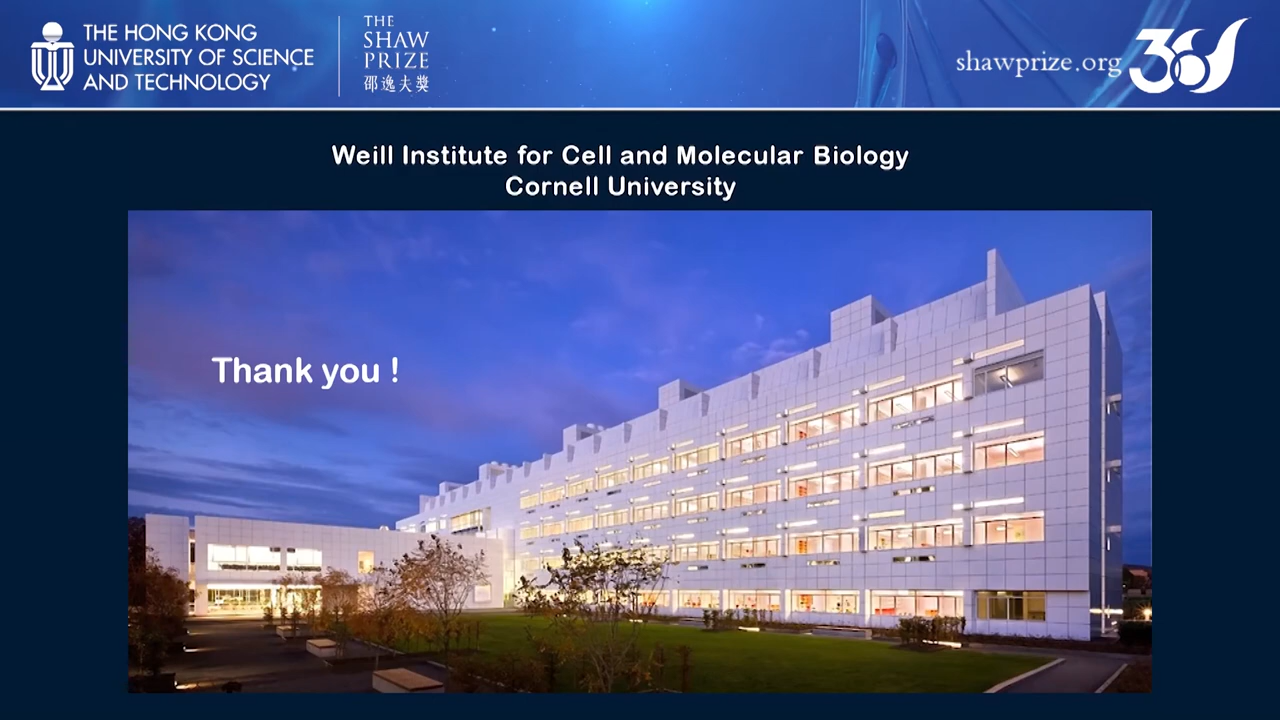 THE HONG KONG
UNIVERSITY OF SCIENCE
AND TECHNOLOGY
THE
SHAW
PRIZE
邵逸夫獎
shawprize.org
36
Weill Institute for Cell and Molecular Biology
Cornell University
Thank you !